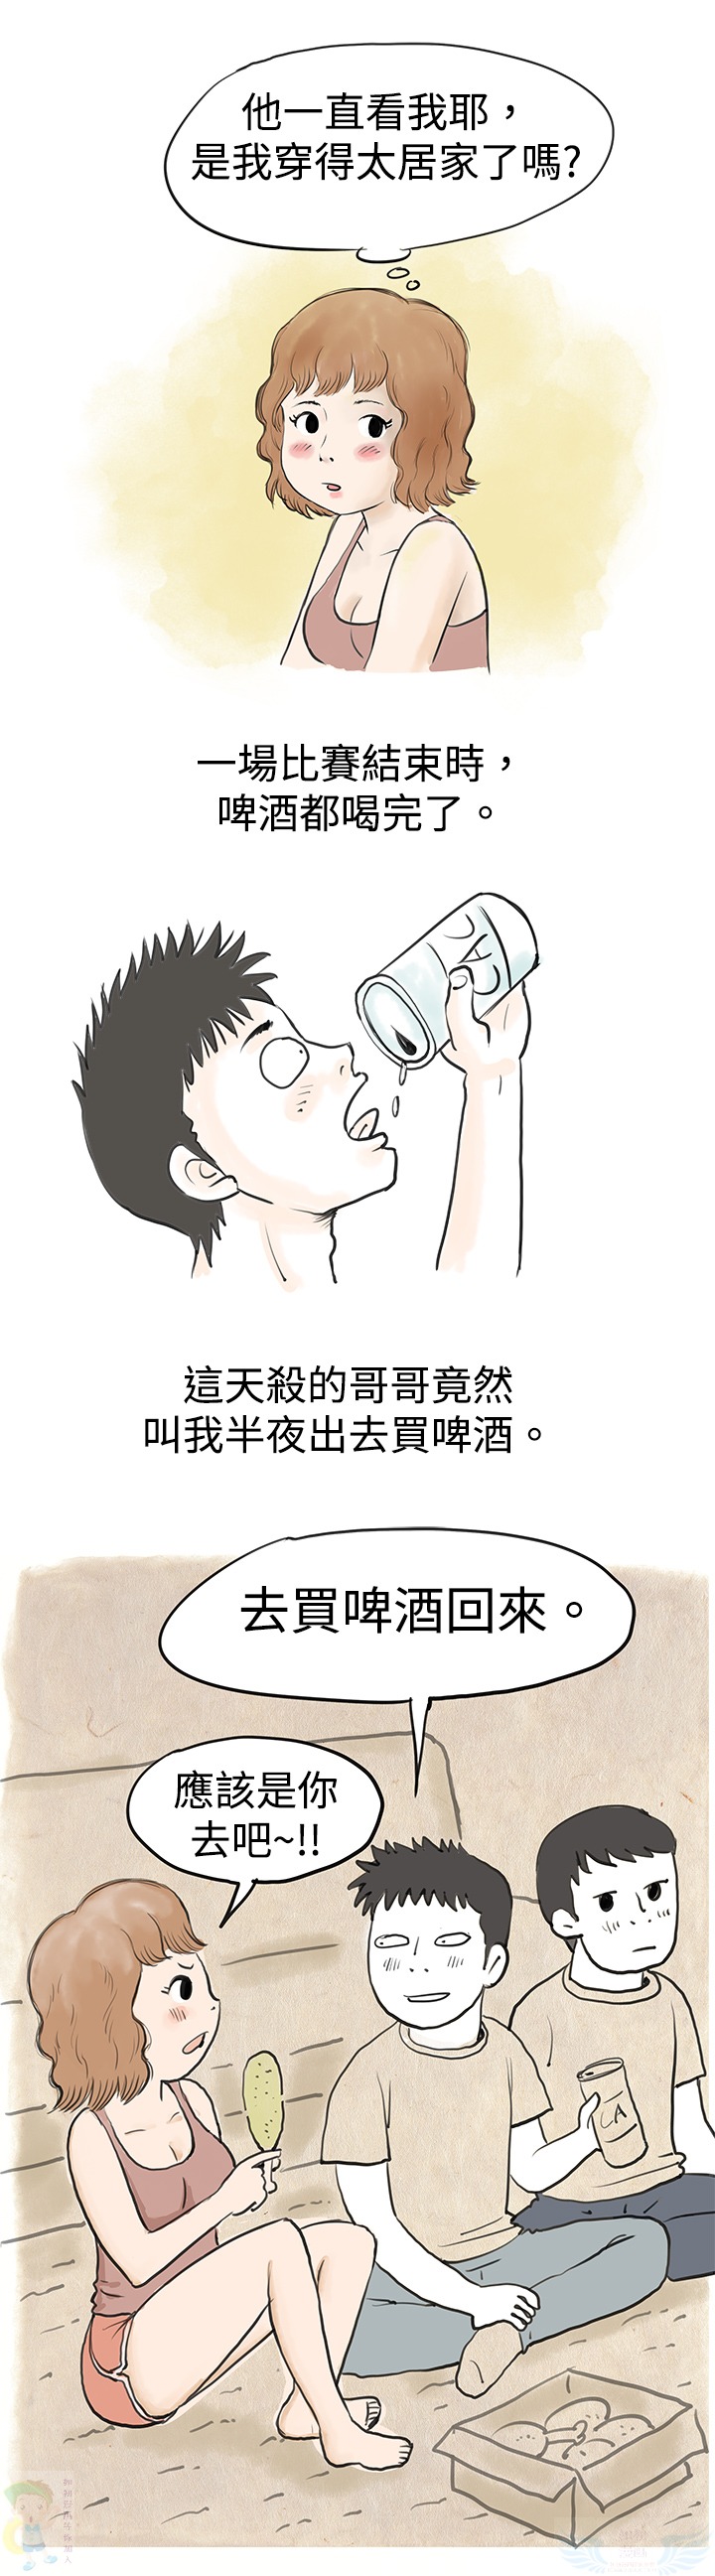 他一直看我耶，
是我穿得太居家了嗎?
一場比賽結束時，
啤酒都喝完了。
CAC
這天殺的哥哥竟然
叫我半夜出去買啤酒。
去買啤酒回來。
應該是你
去吧~!!
CA